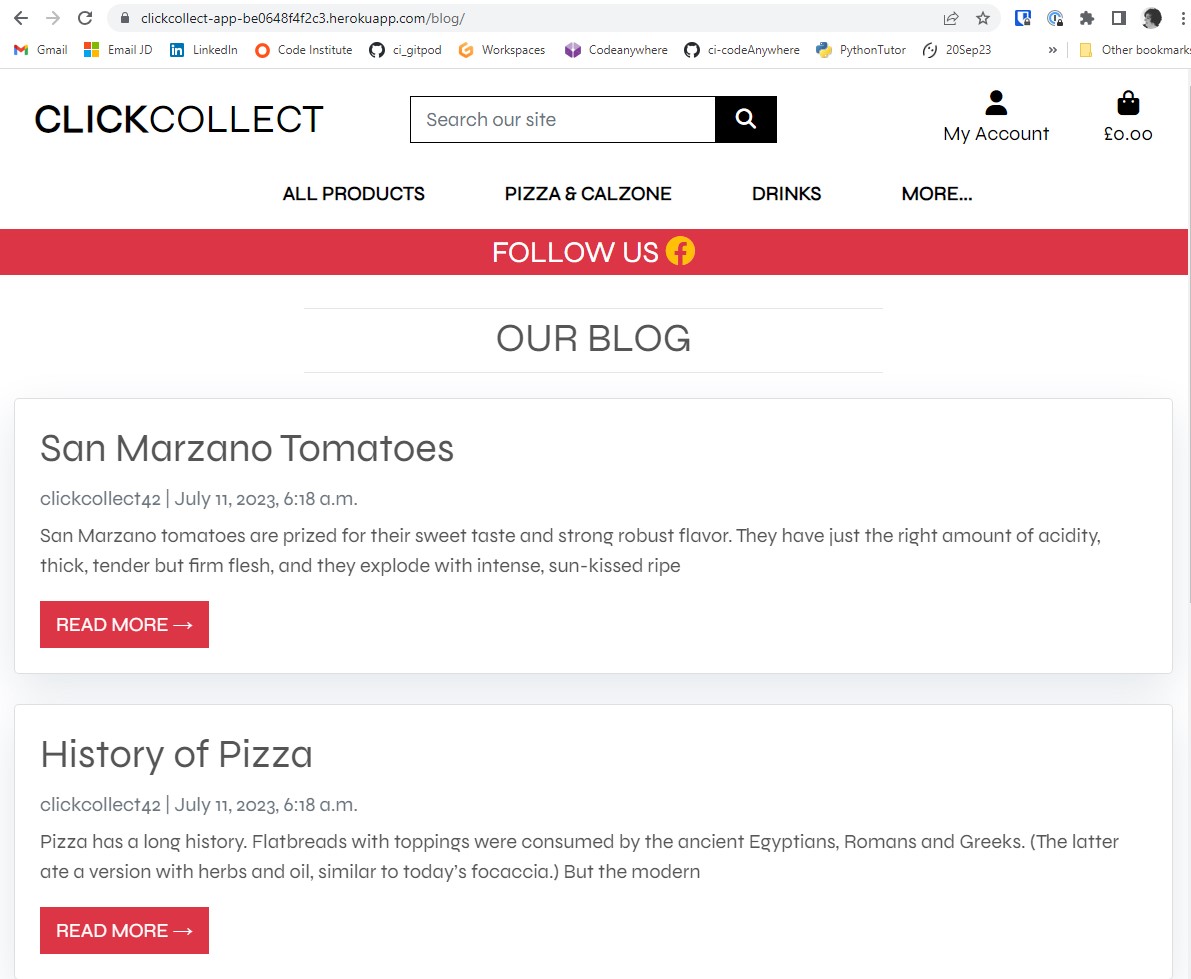 clickcollect-app-be0648f4f2c3.herokuapp.com/blog/
Gmail Email JD LinkedIn Code Institute ci_gitpod Workspaces Codeanywhere ci-codeAnywhere PythonTutor 20Sep23 » Other bookmarks
CLICKCOLLECT
Search our site
My Account
£0.00
ALL PRODUCTS PIZZA & CALZONE DRINKS MORE...
FOLLOW US
OUR BLOG
San Marzano Tomatoes
clickcollect42 | July 11, 2023, 6:18 a.m.
San Marzano tomatoes are prized for their sweet taste and strong robust flavor. They have just the right amount of acidity,
thick, tender but firm flesh, and they explode with intense, sun-kissed ripe
READ MORE →
History of Pizza
clickcollect42 | July 11, 2023, 6:18 a.m.
Pizza has a long history. Flatbreads with toppings were consumed by the ancient Egyptians, Romans and Greeks. (The latter
ate a version with herbs and oil, similar to today’s focaccia.) But the modern
READ MORE →